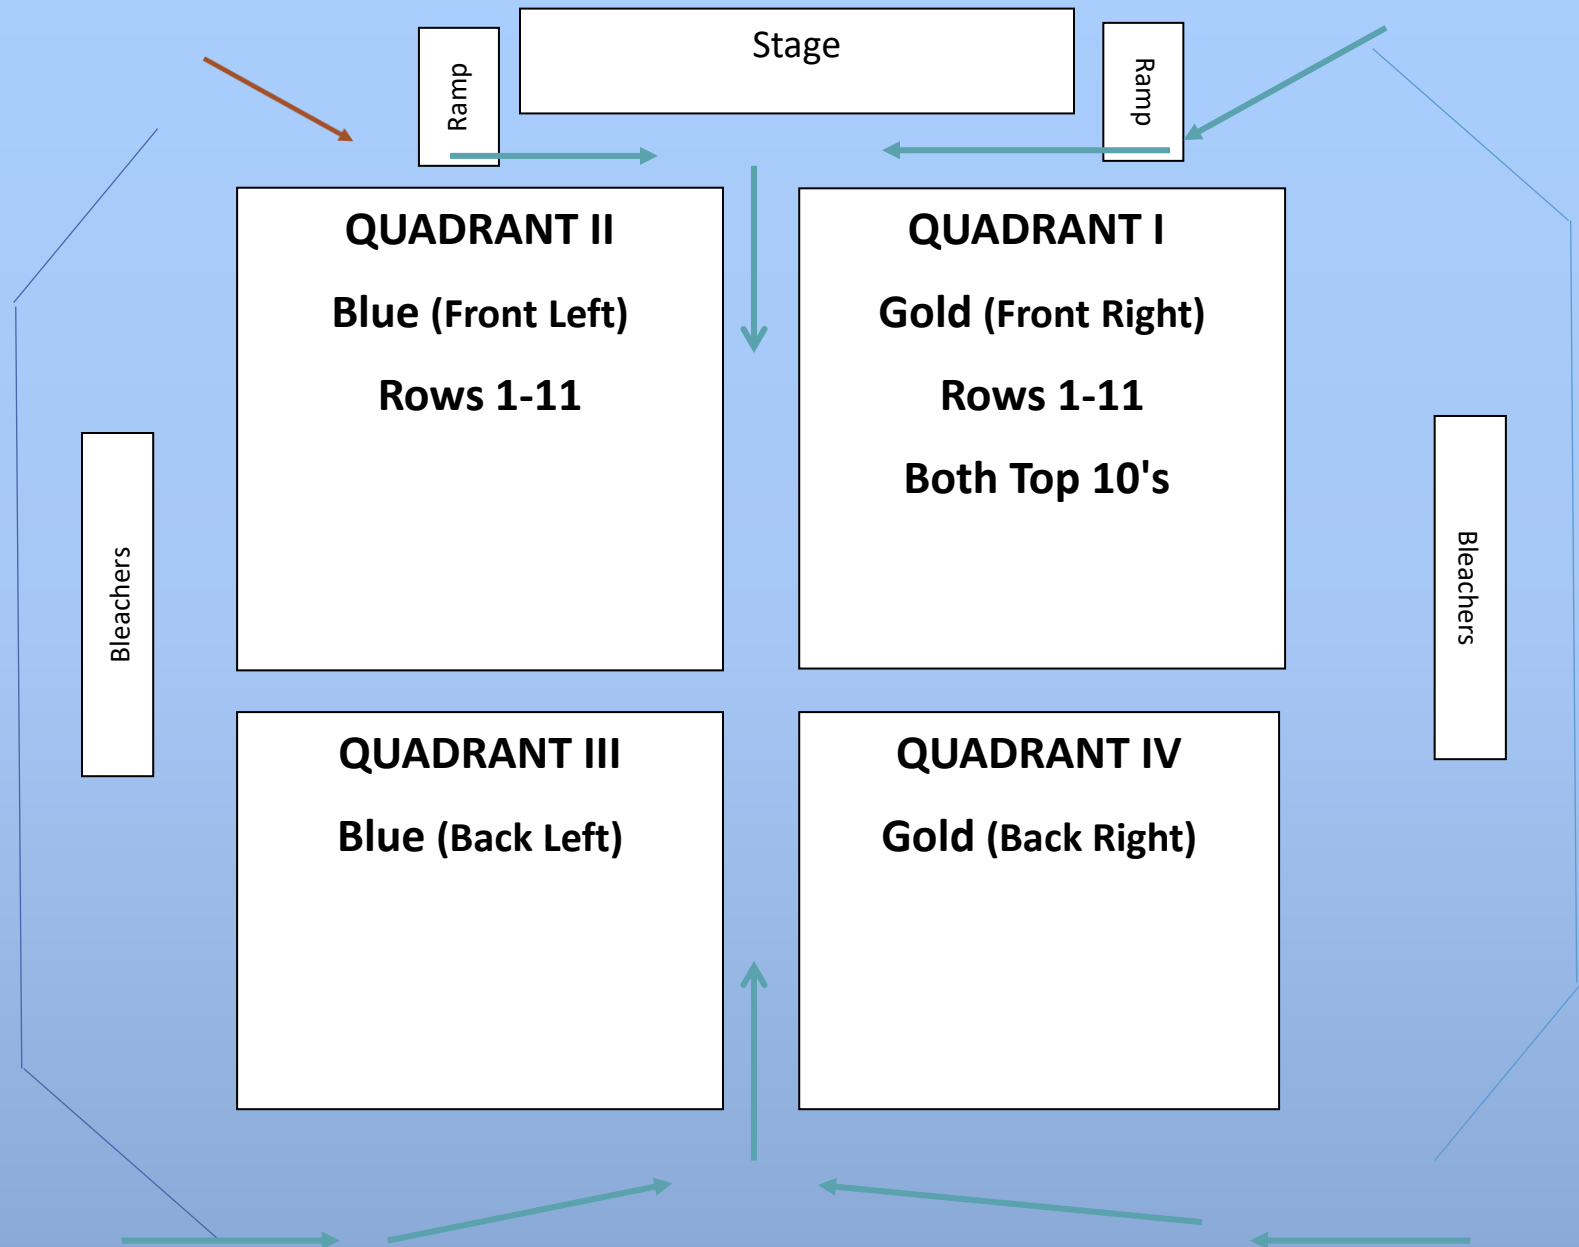 Stage
Ramp
Ramp
QUADRANT II
Blue (Front Left)
Rows 1-11
QUADRANT I
Gold (Front Right)
Rows 1-11
Both Top 10's
Bleachers
Bleachers
QUADRANT III
Blue (Back Left)
QUADRANT IV
Gold (Back Right)